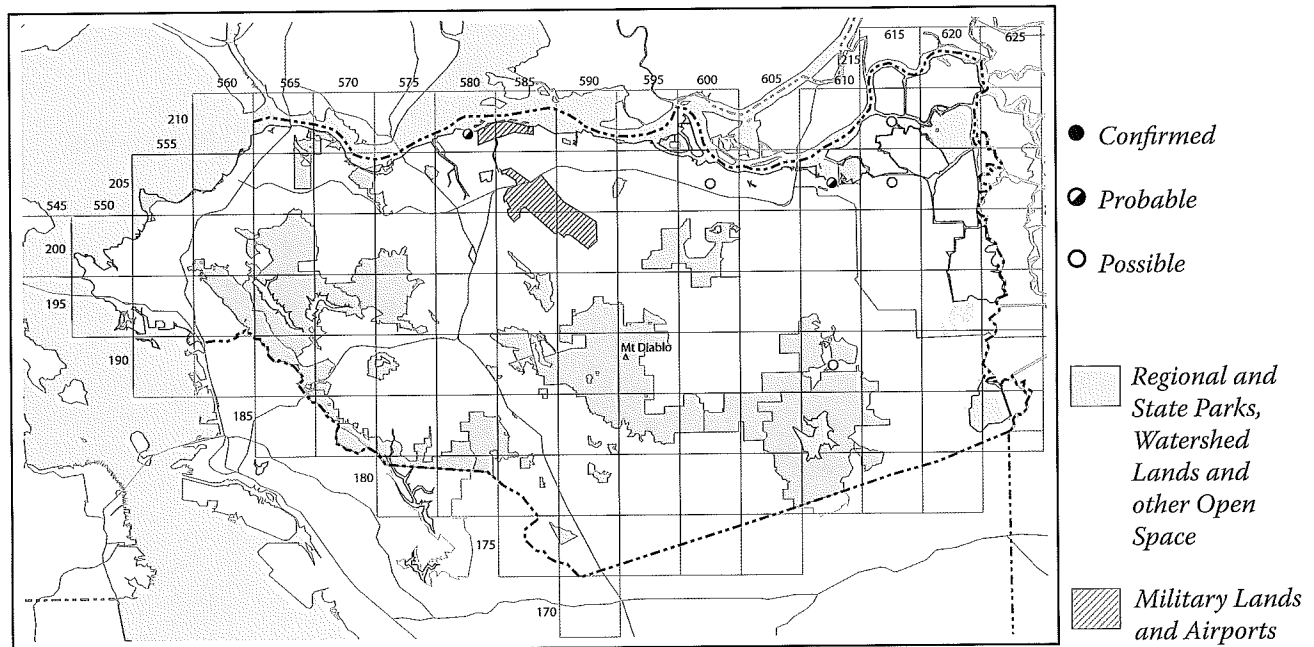 615
620
625
215
560
565
570
575
580
585
590
595
600
605
610
210
555
205
545
550
200
195
190
Mt Diablo
185
180
175
170
Confirmed
Probable
Possible
Regional and
State Parks,
Watershed
Lands and
other Open
Space
Military Lands
and Airports